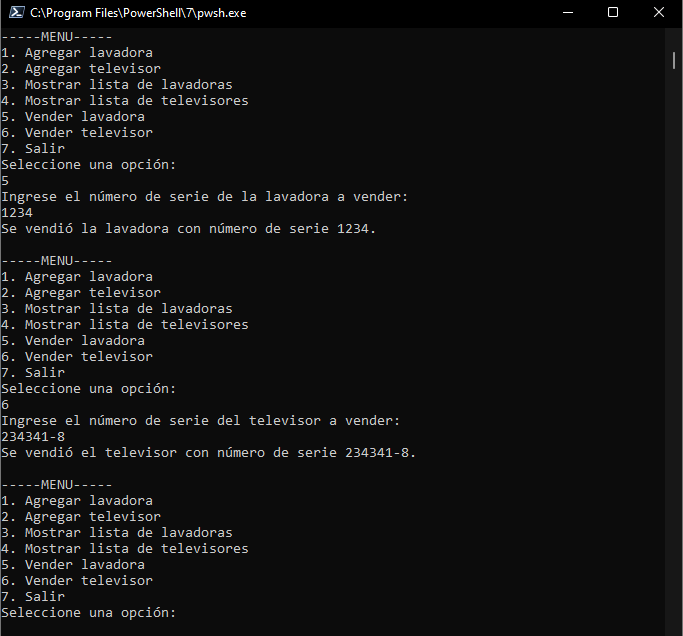 C:\Program Files\PowerShell\7\pwsh.exe
-----MENU-----
1. Agregar lavadora
2. Agregar televisor
3. Mostrar lista de lavadoras
4. Mostrar lista de televisores
5. Vender lavadora
6. Vender televisor
7. Salir
Seleccione una opción:
5
Ingrese el número de serie de la lavadora a vender:
1234
Se vendió la lavadora con número de serie 1234.

-----MENU-----
1. Agregar lavadora
2. Agregar televisor
3. Mostrar lista de lavadoras
4. Mostrar lista de televisores
5. Vender lavadora
6. Vender televisor
7. Salir
Seleccione una opción:
6
Ingrese el número de serie del televisor a vender:
234341-8
Se vendió el televisor con número de serie 234341-8.

-----MENU-----
1. Agregar lavadora
2. Agregar televisor
3. Mostrar lista de lavadoras
4. Mostrar lista de televisores
5. Vender lavadora
6. Vender televisor
7. Salir
Seleccione una opción: